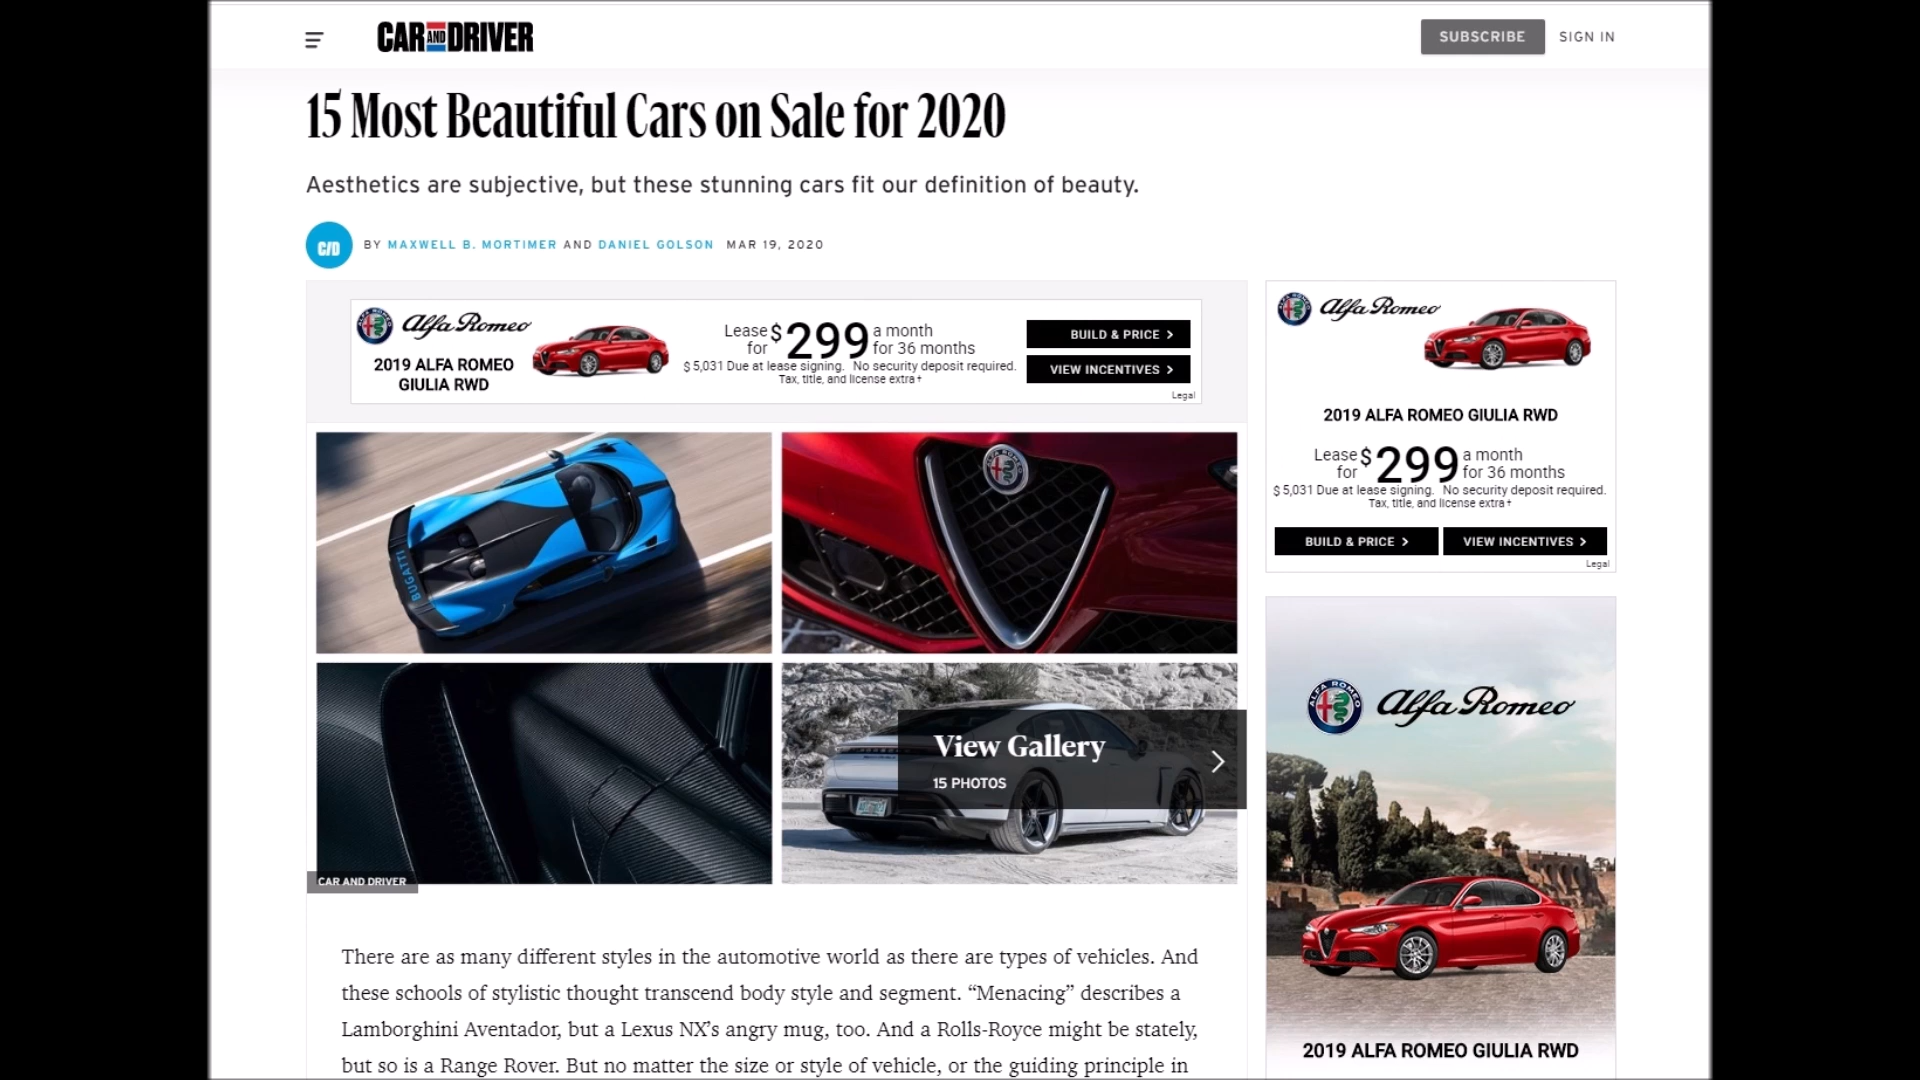 CAR AND DRIVER
SUBSCRIBE
SIGN IN
15 Most Beautiful Cars on Sale for 2020
Aesthetics are subjective, but these stunning cars fit our definition of beauty.
C/D
BY MAXWELL B. MORTIMER AND DANIEL GOLSON MAR 19, 2020
ALFA ROMEO
Alfa Romeo
2019 ALFA ROMEO
GIULIA RWD
Lease for $299 a month for 36 months
$5,031 Due at lease signing. No security deposit required.
Tax, title, and license extra†
BUILD & PRICE >
VIEW INCENTIVES >
Legal
ALFA ROMEO
Alfa Romeo
2019 ALFA ROMEO GIULIA RWD
Lease for $299 a month for 36 months
$5,031 Due at lease signing. No security deposit required.
Tax, title, and license extra†
BUILD & PRICE >
VIEW INCENTIVES >
Legal
BUGATTI
ALFA ROMEO
View Gallery
15 PHOTOS
CAR AND DRIVER
ALFA ROMEO
Alfa Romeo
2019 ALFA ROMEO GIULIA RWD
There are as many different styles in the automotive world as there are types of vehicles. And
these schools of stylistic thought transcend body style and segment. “Menacing” describes a
Lamborghini Aventador, but a Lexus NX’s angry mug, too. And a Rolls-Royce might be stately,
but so is a Range Rover. But no matter the size or style of vehicle, or the guiding principle in